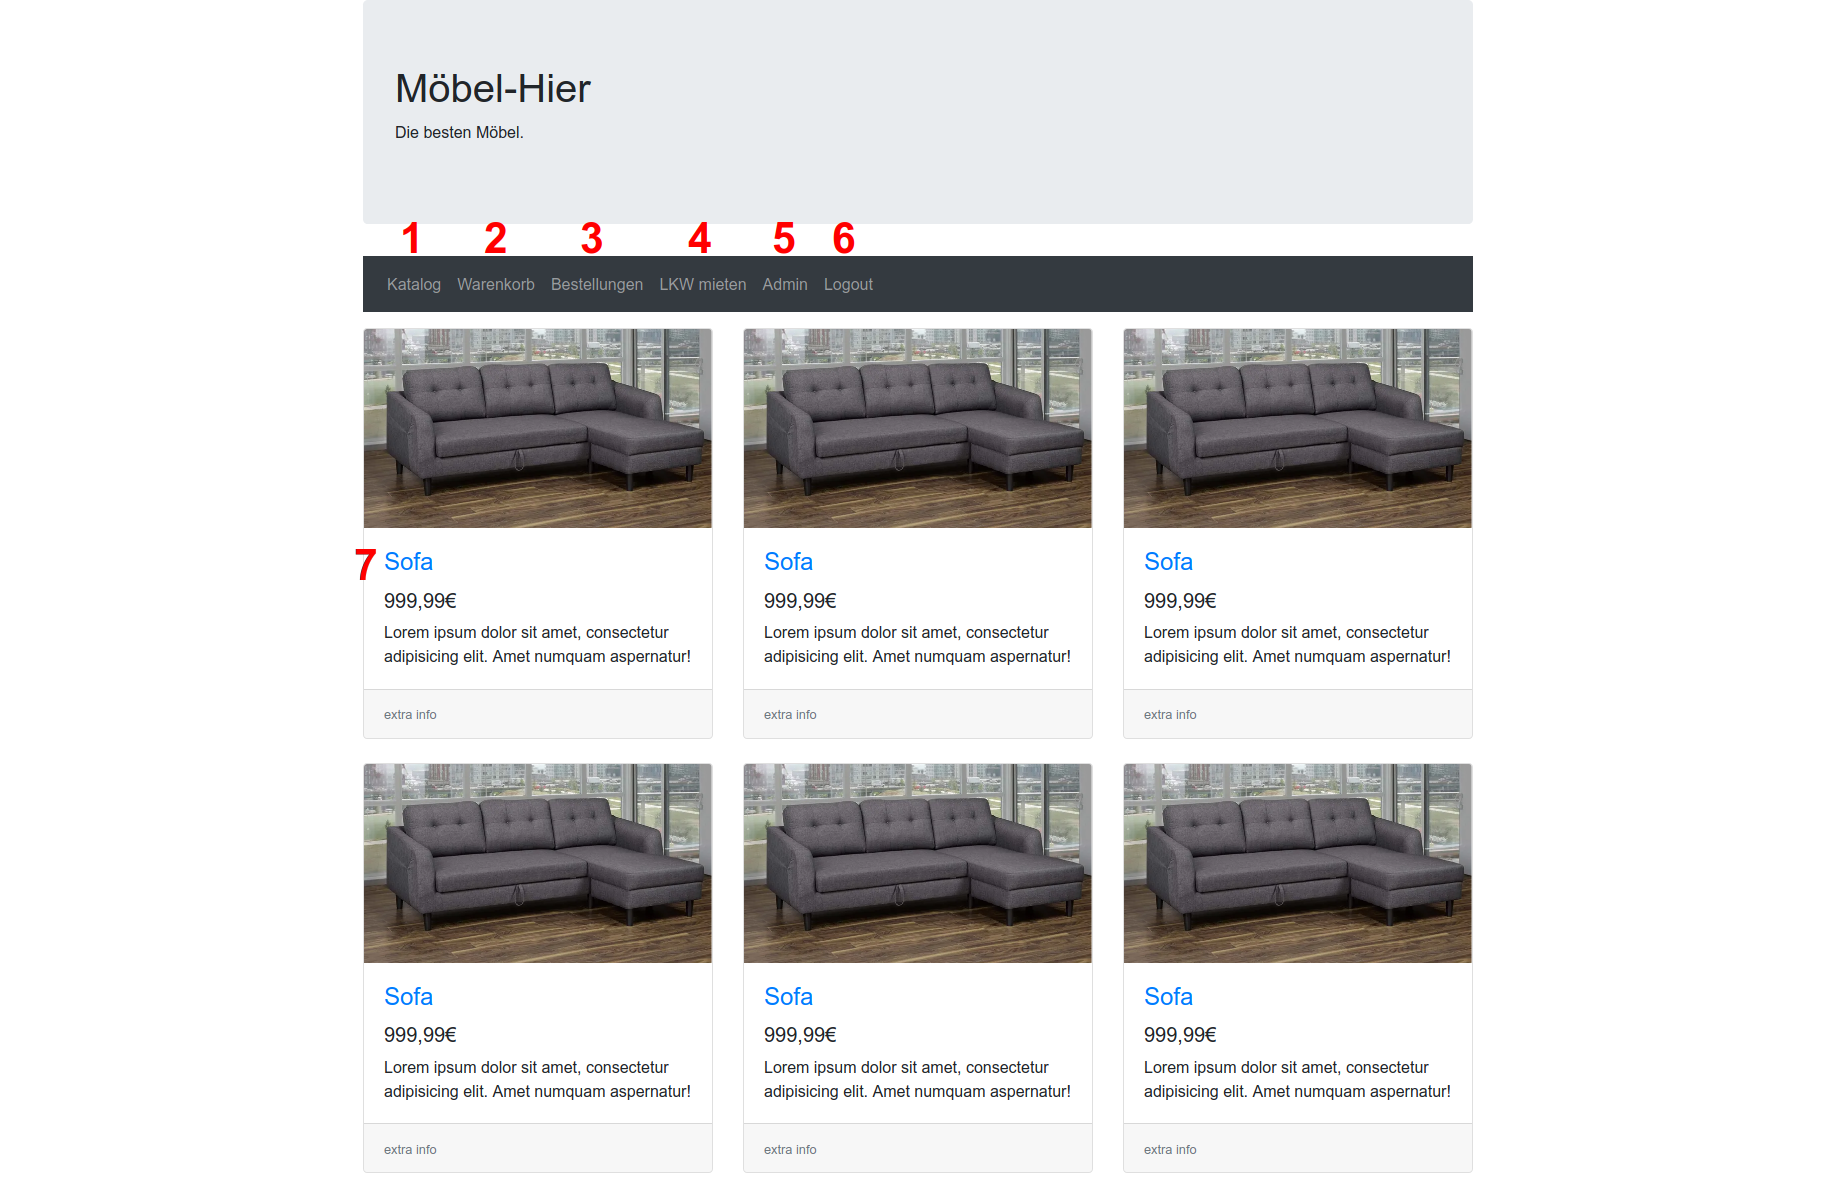 Möbel-Hier
Die besten Möbel.
1 2 3 4 5 6
Katalog Warenkorb Bestellungen LKW mieten Admin Logout
7 Sofa Sofa Sofa
999,99€ 999,99€ 999,99€
Lorem ipsum dolor sit amet, consectetur Lorem ipsum dolor sit amet, consectetur Lorem ipsum dolor sit amet, consectetur
adipisicing elit. Amet numquam aspernatur! adipisicing elit. Amet numquam aspernatur! adipisicing elit. Amet numquam aspernatur!
extra info extra info extra info
Sofa Sofa Sofa
999,99€ 999,99€ 999,99€
Lorem ipsum dolor sit amet, consectetur Lorem ipsum dolor sit amet, consectetur Lorem ipsum dolor sit amet, consectetur
adipisicing elit. Amet numquam aspernatur! adipisicing elit. Amet numquam aspernatur! adipisicing elit. Amet numquam aspernatur!
extra info extra info extra info